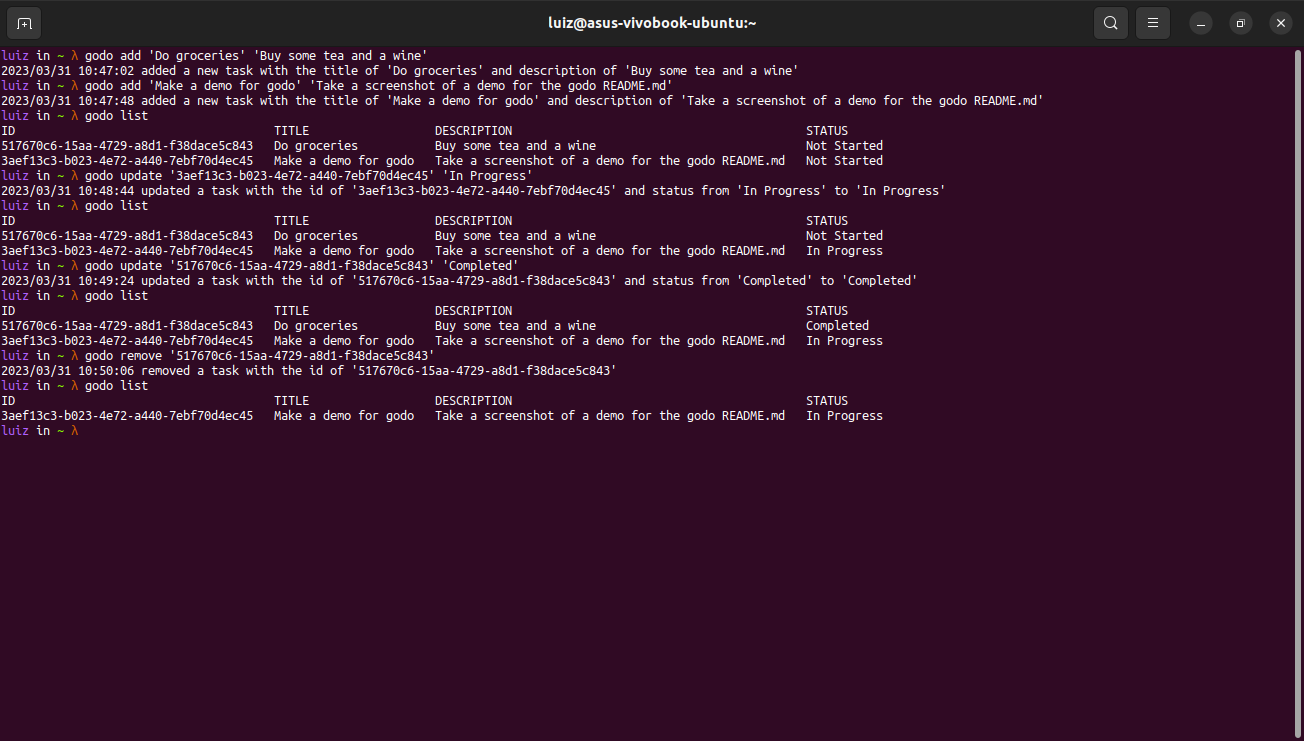 luiz@asus-vivobook-ubuntu:~
luiz in ~ λ godo add 'Do groceries' 'Buy some tea and a wine'
2023/03/31 10:47:02 added a new task with the title of 'Do groceries' and description of 'Buy some tea and a wine'
luiz in ~ λ godo add 'Make a demo for godo' 'Take a screenshot of a demo for the godo README.md'
2023/03/31 10:47:48 added a new task with the title of 'Make a demo for godo' and description of 'Take a screenshot of a demo for the godo README.md'
luiz in ~ λ godo list
ID                                     TITLE                  DESCRIPTION                                          STATUS
517670c6-15aa-4729-a8d1-f38dace5c843   Do groceries           Buy some tea and a wine                              Not Started
3aef13c3-b023-4e72-a440-7ebf70d4ec45   Make a demo for godo   Take a screenshot of a demo for the godo README.md   Not Started
luiz in ~ λ godo update '3aef13c3-b023-4e72-a440-7ebf70d4ec45' 'In Progress'
2023/03/31 10:48:44 updated a task with the id of '3aef13c3-b023-4e72-a440-7ebf70d4ec45' and status from 'In Progress' to 'In Progress'
luiz in ~ λ godo list
ID                                     TITLE                  DESCRIPTION                                          STATUS
517670c6-15aa-4729-a8d1-f38dace5c843   Do groceries           Buy some tea and a wine                              Not Started
3aef13c3-b023-4e72-a440-7ebf70d4ec45   Make a demo for godo   Take a screenshot of a demo for the godo README.md   In Progress
luiz in ~ λ godo update '517670c6-15aa-4729-a8d1-f38dace5c843' 'Completed'
2023/03/31 10:49:24 updated a task with the id of '517670c6-15aa-4729-a8d1-f38dace5c843' and status from 'Completed' to 'Completed'
luiz in ~ λ godo list
ID                                     TITLE                  DESCRIPTION                                          STATUS
517670c6-15aa-4729-a8d1-f38dace5c843   Do groceries           Buy some tea and a wine                              Completed
3aef13c3-b023-4e72-a440-7ebf70d4ec45   Make a demo for godo   Take a screenshot of a demo for the godo README.md   In Progress
luiz in ~ λ godo remove '517670c6-15aa-4729-a8d1-f38dace5c843'
2023/03/31 10:50:06 removed a task with the id of '517670c6-15aa-4729-a8d1-f38dace5c843'
luiz in ~ λ godo list
ID                                     TITLE                  DESCRIPTION                                          STATUS
3aef13c3-b023-4e72-a440-7ebf70d4ec45   Make a demo for godo   Take a screenshot of a demo for the godo README.md   In Progress
luiz in ~ λ